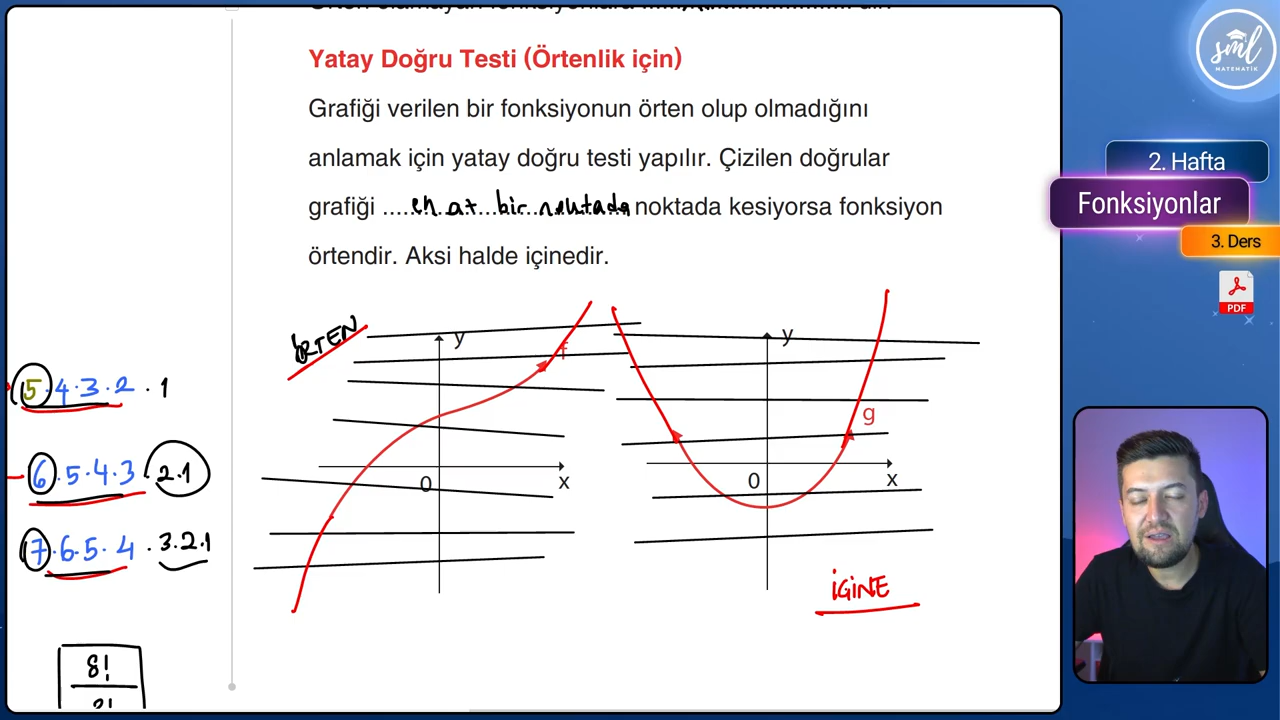 Yatay Doğru Testi (Örtenlik için)
Grafiği verilen bir fonksiyonun örten olup olmadığını
anlamak için yatay doğru testi yapılır. Çizilen doğrular
grafiği ....en az bir noktada noktada kesiyorsa fonksiyon
örtendir. Aksi halde içinedir.
ÖRTEN
y
f
0
x
y
g
0
x
İÇİNE
5.4.3.2.1
6.5.4.3.2.1
7.6.5.4.3.2.1
8!
sml
MATEMATİK
2. Hafta
Fonksiyonlar
3. Ders
PDF